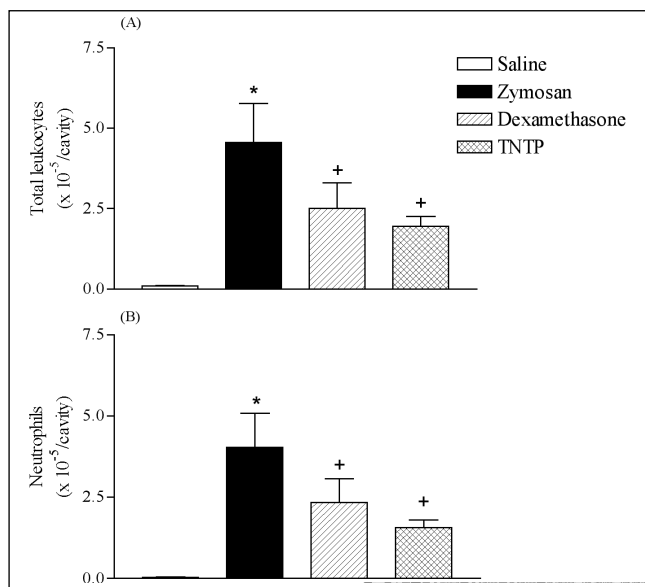 (A)
7.5
5.0
2.5
0.0
Total leukocytes
(x 10⁻⁵/cavity)
*
+
+
Saline
Zymosan
Dexamethasone
TNTP
(B)
7.5
5.0
2.5
0.0
Neutrophils
(x 10⁻⁵/cavity)
*
+
+